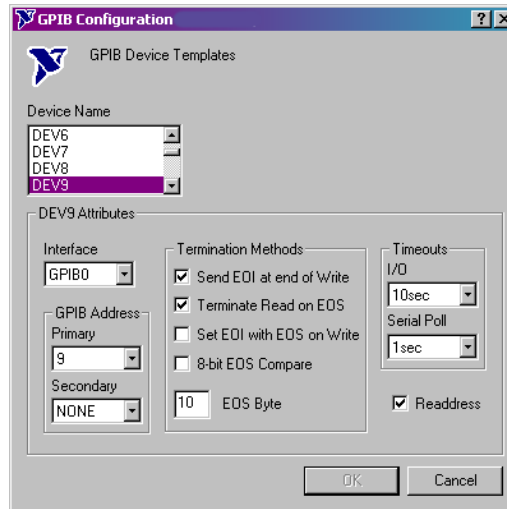 GPIB Configuration
GPIB Device Templates
Device Name
DEV6
DEV7
DEV8
DEV9
DEV9 Attributes
Interface
GPIB0
GPIB Address
Primary
9
Secondary
NONE
Termination Methods
Send EOI at end of Write
Terminate Read on EOS
Set EOI with EOS on Write
8-bit EOS Compare
10 EOS Byte
Timeouts
I/O
10sec
Serial Poll
1sec
Readdress
OK Cancel